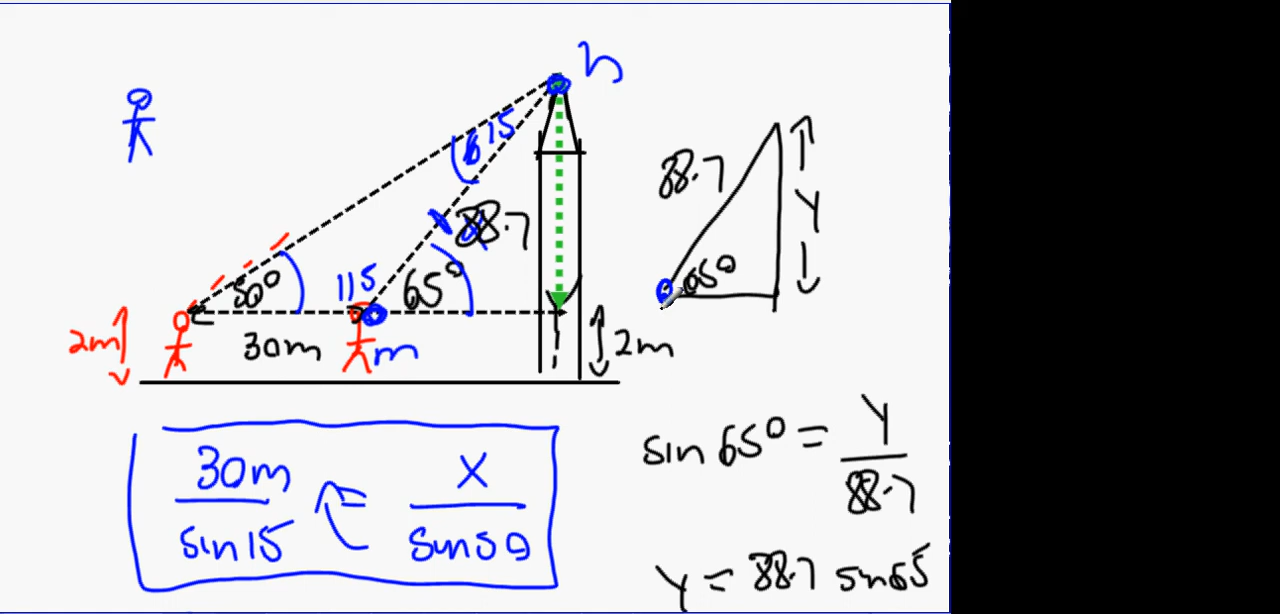 h
15
88.7
88.7
Y
50°
115
65°
65°
2m
30m
m
2m
30m / sin15 = X / sin50
sin 65° = Y / 88.7
Y = 88.7 sin65